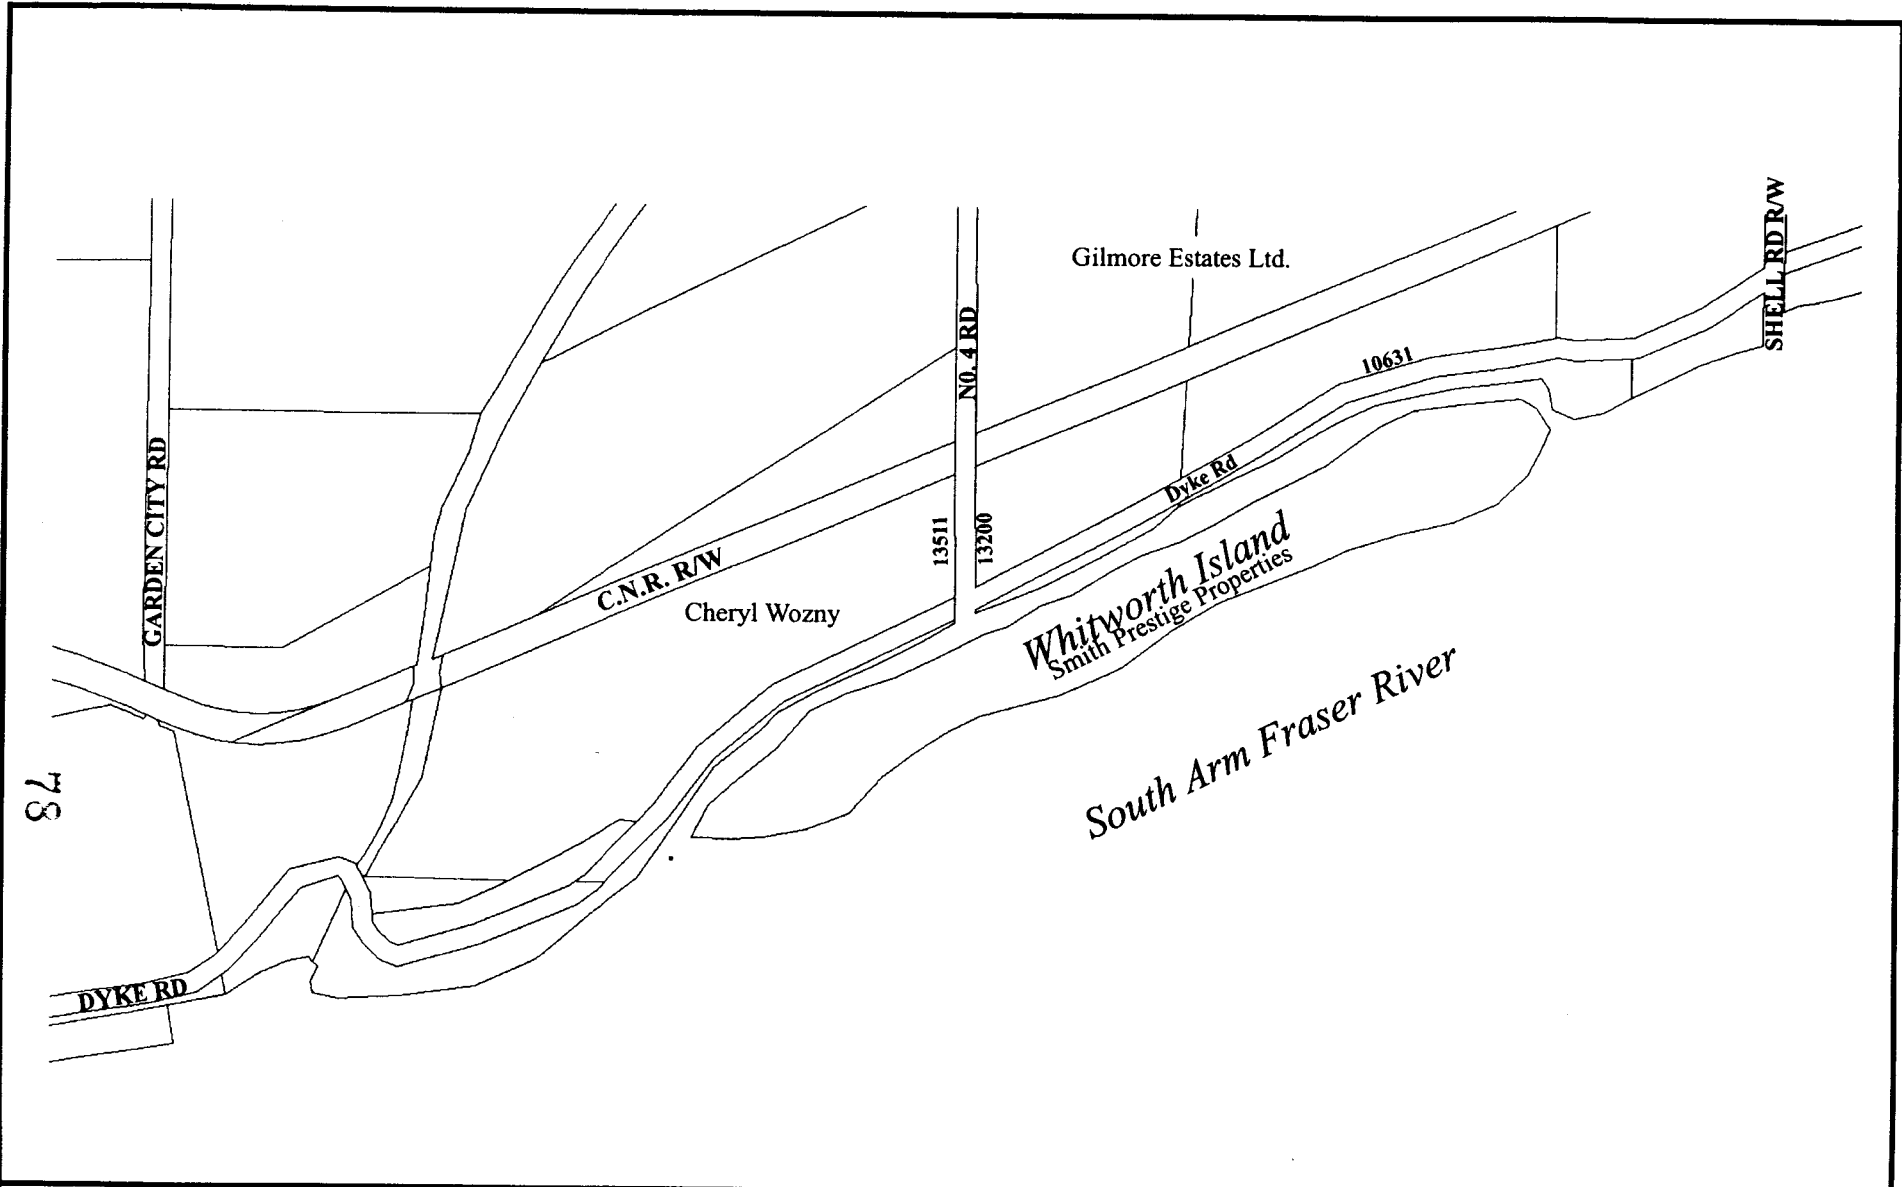 SHELL RD R/W
Gilmore Estates Ltd.
N0. 4 RD
10631
GARDEN CITY RD
Dyke Rd
13511
13200
C.N.R. R/W
Cheryl Wozny
Whitworth Island
Smith Prestige Properties
South Arm Fraser River
78
DYKE RD